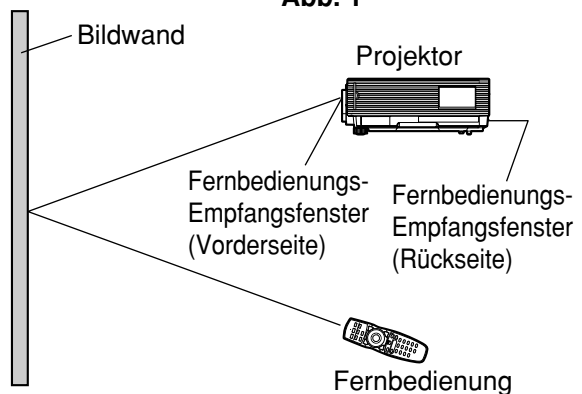 Abb. 1
Bildwand
Projektor
Fernbedienungs-
Empfangsfenster
(Vorderseite)
Fernbedienungs-
Empfangsfenster
(Rückseite)
Fernbedienung